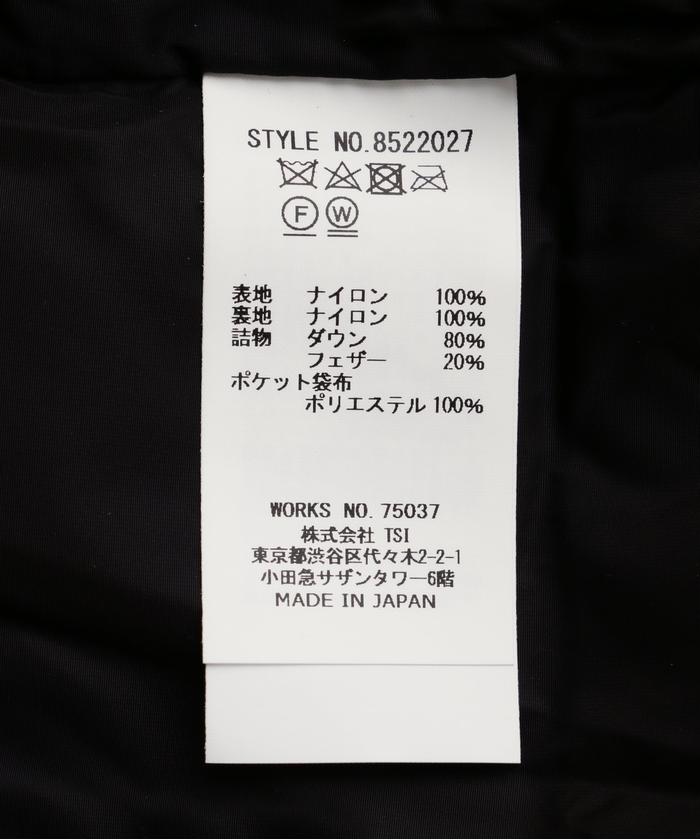 STYLE NO.8522027
F W
表地 ナイロン 100%
裏地 ナイロン 100%
詰物 ダウン 80%
フェザー 20%
ポケット袋布
ポリエステル 100%
WORKS NO. 75037
株式会社 TSI
東京都渋谷区代々木2-2-1
小田急サザンタワー6階
MADE IN JAPAN